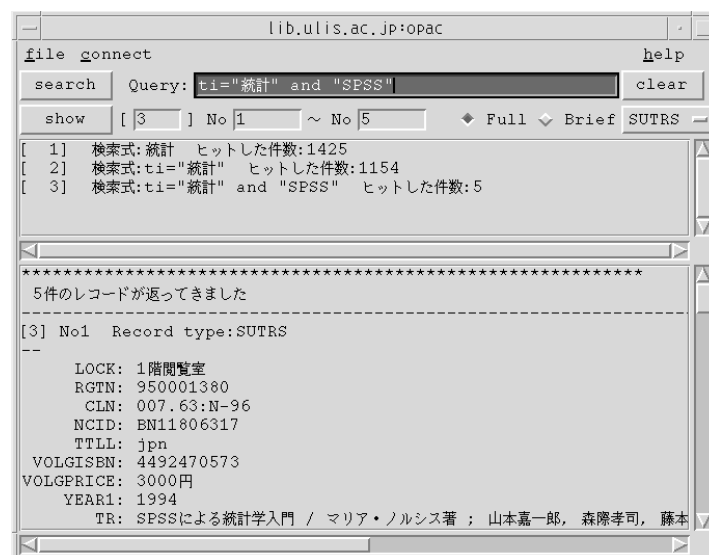 lib.ulis.ac.jp:opac
file connect help
search Query: ti="統計" and "SPSS" clear
show [ 3 ] No 1 ~ No 5 Full Brief SUTRS
[ 1] 検索式:統計 ヒットした件数:1425
[ 2] 検索式:ti="統計" ヒットした件数:1154
[ 3] 検索式:ti="統計" and "SPSS" ヒットした件数:5
************************************************************
5件のレコードが返ってきました
------------------------------------------------------------
[3] No1 Record type:SUTRS
--
LOCK: 1階閲覧室
RGTN: 950001380
CLN: 007.63:N-96
NCID: BN11806317
TTLL: jpn
VOLGISBN: 4492470573
VOLGPRICE: 3000円
YEAR1: 1994
TR: SPSSによる統計学入門 / マリア・ノルシス著 ; 山本嘉一郎, 森際孝司, 藤本